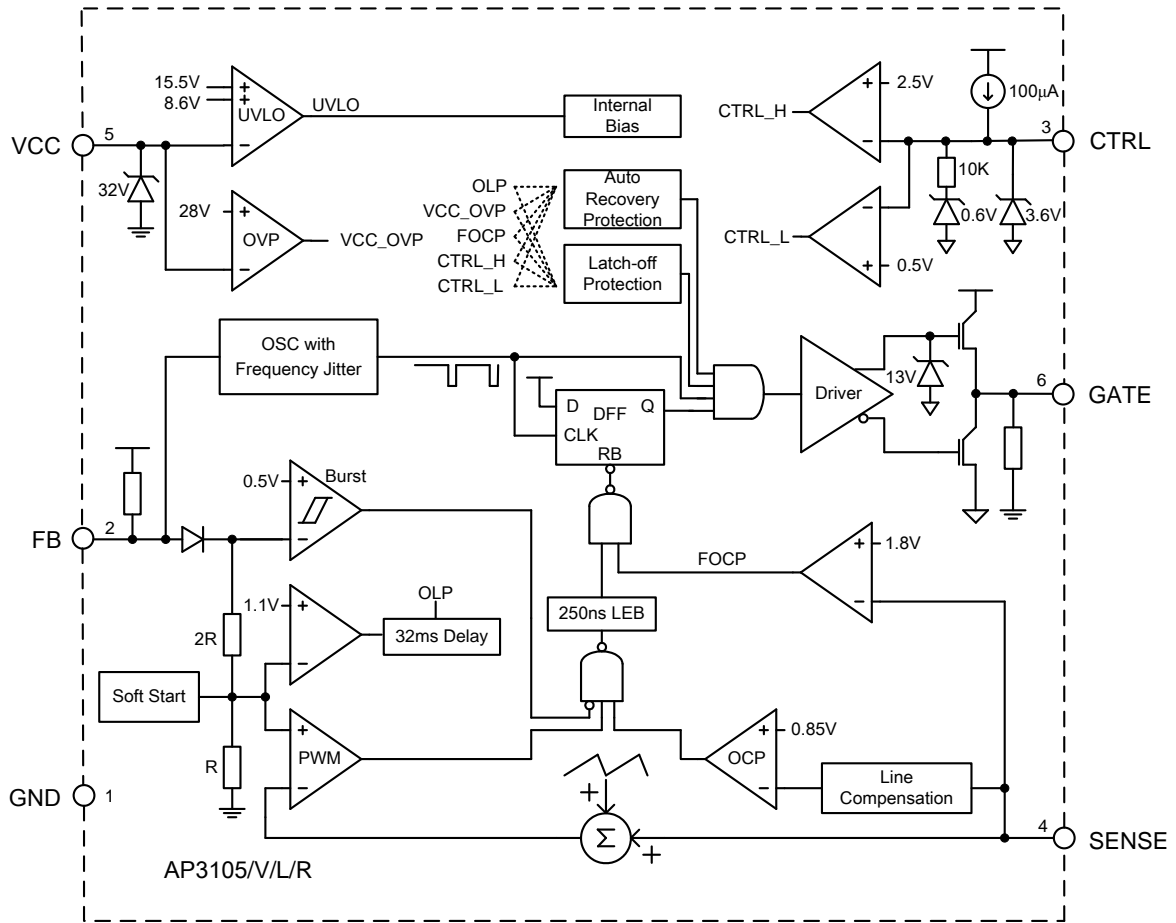 15.5V
+
8.6V
+
UVLO
−
UVLO
Internal
Bias
CTRL_H
+
2.5V
−
100μA
VCC
5
3
CTRL
32V
28V
+
OVP
−
VCC_OVP
OLP
VCC_OVP
FOCP
CTRL_H
CTRL_L
Auto
Recovery
Protection
Latch-off
Protection
CTRL_L
−
+
0.5V
10K
0.6V
3.6V
OSC with
Frequency Jitter
D
DFF
Q
CLK
RB
Driver
13V
6
GATE
0.5V
+
−
Burst
FB
2
FOCP
+
1.8V
−
1.1V
+
−
OLP
32ms Delay
250ns LEB
2R
Soft Start
R
+
PWM
−
+
0.85V
OCP
−
Line
Compensation
GND
1
+
Σ
+
4
SENSE
AP3105/V/L/R